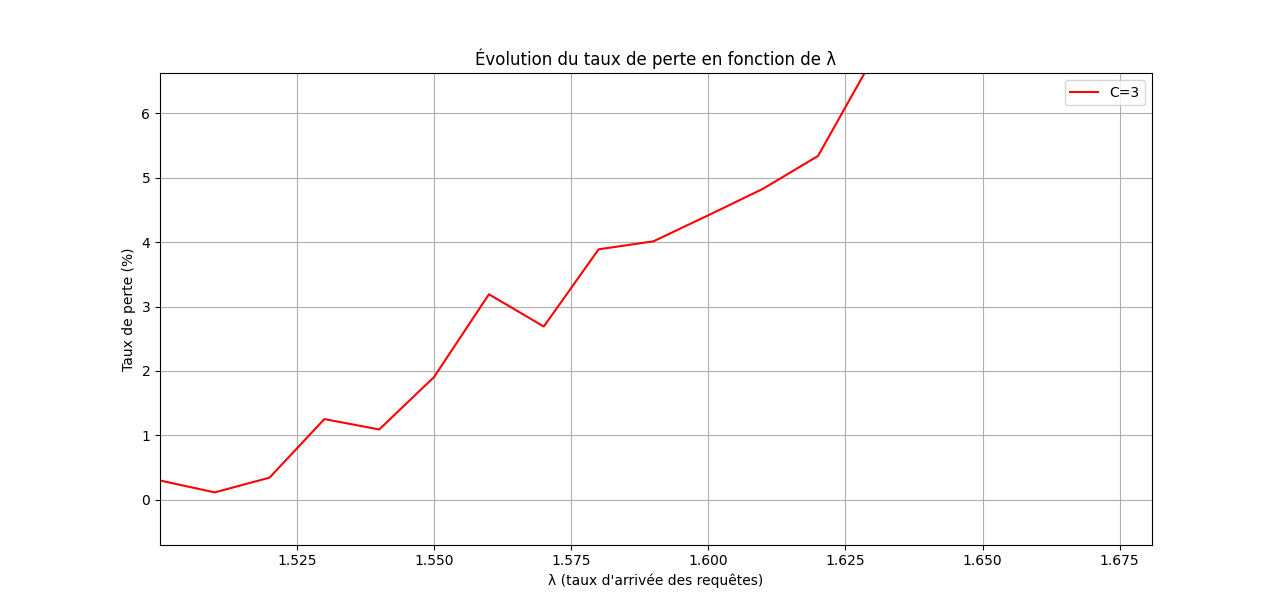 Évolution du taux de perte en fonction de λ
C=3
Taux de perte (%)
6
5
4
3
2
1
0
1.525 1.550 1.575 1.600 1.625 1.650 1.675
λ (taux d'arrivée des requêtes)